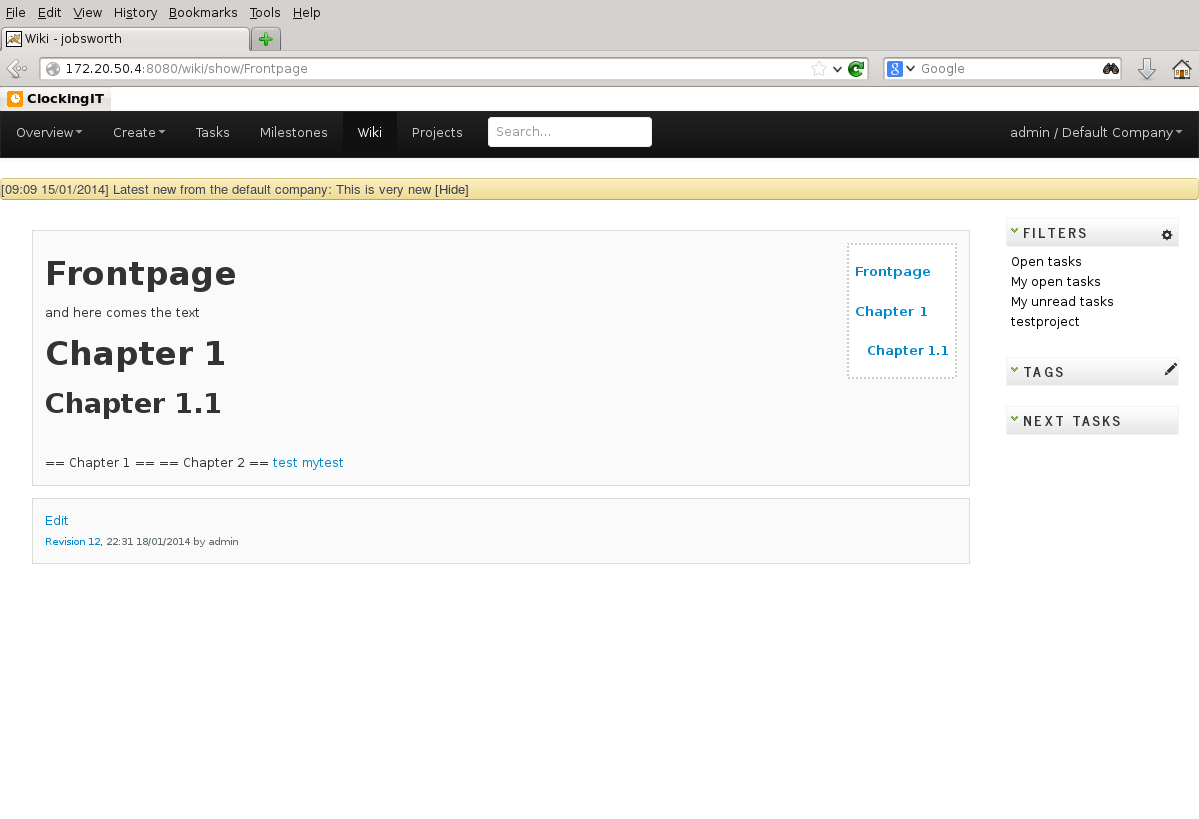 File Edit View History Bookmarks Tools Help
Wiki - jobsworth
172.20.50.4:8080/wiki/show/Frontpage
Google
ClockingIT
Overview Create Tasks Milestones Wiki Projects Search... admin / Default Company
[09:09 15/01/2014] Latest new from the default company: This is very new [Hide]
Frontpage
and here comes the text
Chapter 1
Chapter 1.1
== Chapter 1 == == Chapter 2 == test mytest
Frontpage
Chapter 1
Chapter 1.1
Edit
Revision 12, 22:31 18/01/2014 by admin
FILTERS
Open tasks
My open tasks
My unread tasks
testproject
TAGS
NEXT TASKS